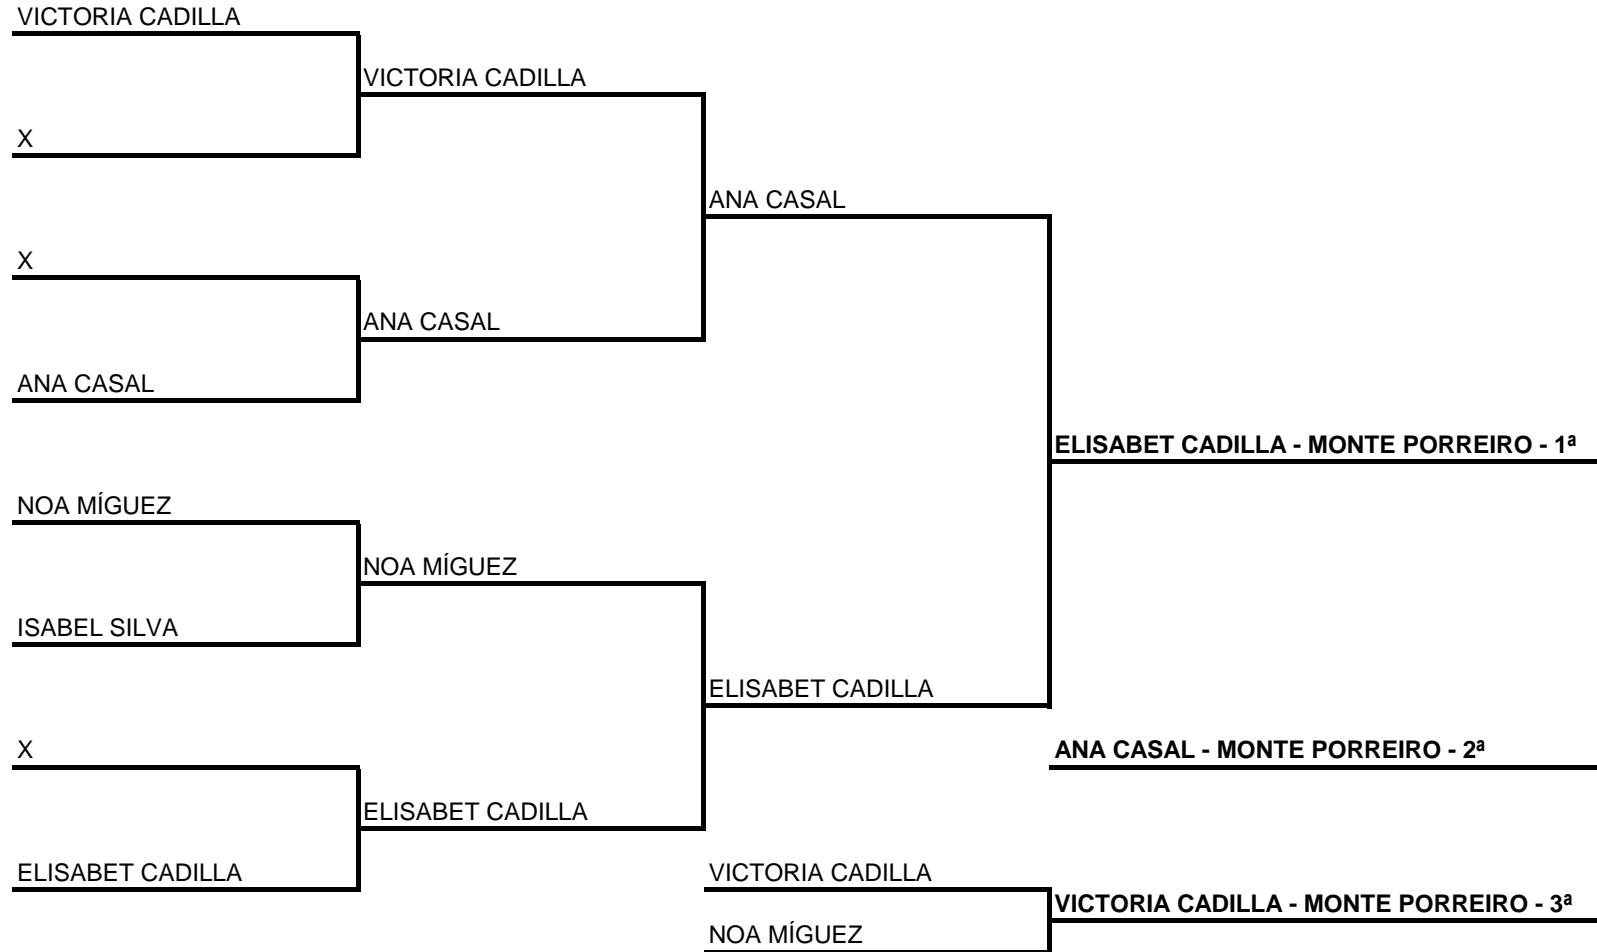 VICTORIA CADILLA
VICTORIA CADILLA
X
ANA CASAL
X
ANA CASAL
ANA CASAL
ELISABET CADILLA - MONTE PORREIRO - 1ª
NOA MÍGUEZ
NOA MÍGUEZ
ISABEL SILVA
ELISABET CADILLA
X
ANA CASAL - MONTE PORREIRO - 2ª
ELISABET CADILLA
ELISABET CADILLA
VICTORIA CADILLA
VICTORIA CADILLA - MONTE PORREIRO - 3ª
NOA MÍGUEZ